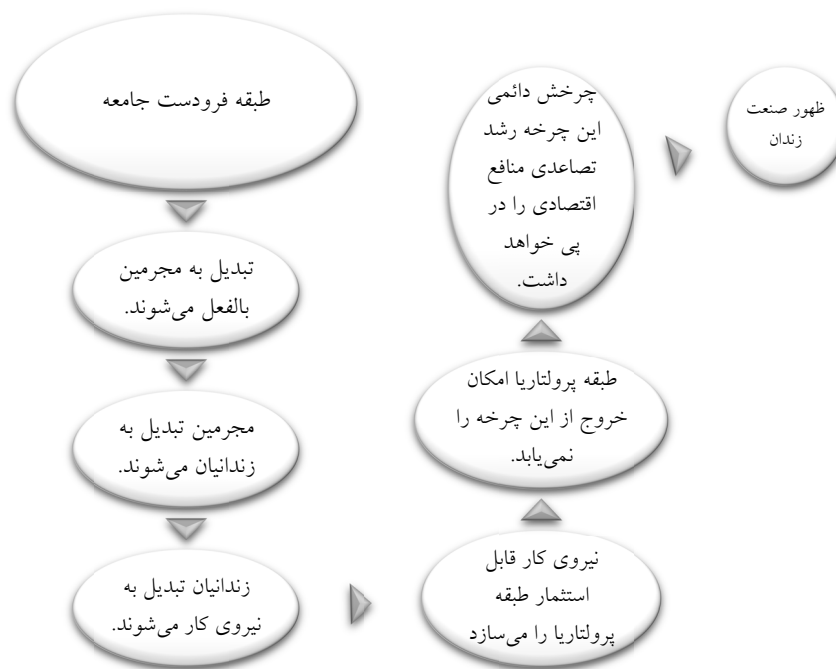 طبقه فرودست جامعه
تبدیل به مجرمین
بالفعل می‌شوند.
مجرمین تبدیل به
زندانیان می‌شوند.
زندانیان تبدیل به
نیروی کار می‌شوند.
نیروی کار قابل
استثمار طبقه
پرولتاریا را می‌سازد
طبقه پرولتاریا امکان
خروج از این چرخه را
نمی‌یابد.
چرخش دائمی
این چرخه رشد
تصاعدی منافع
اقتصادی را در
پی خواهد
داشت.
ظهور صنعت
زندان